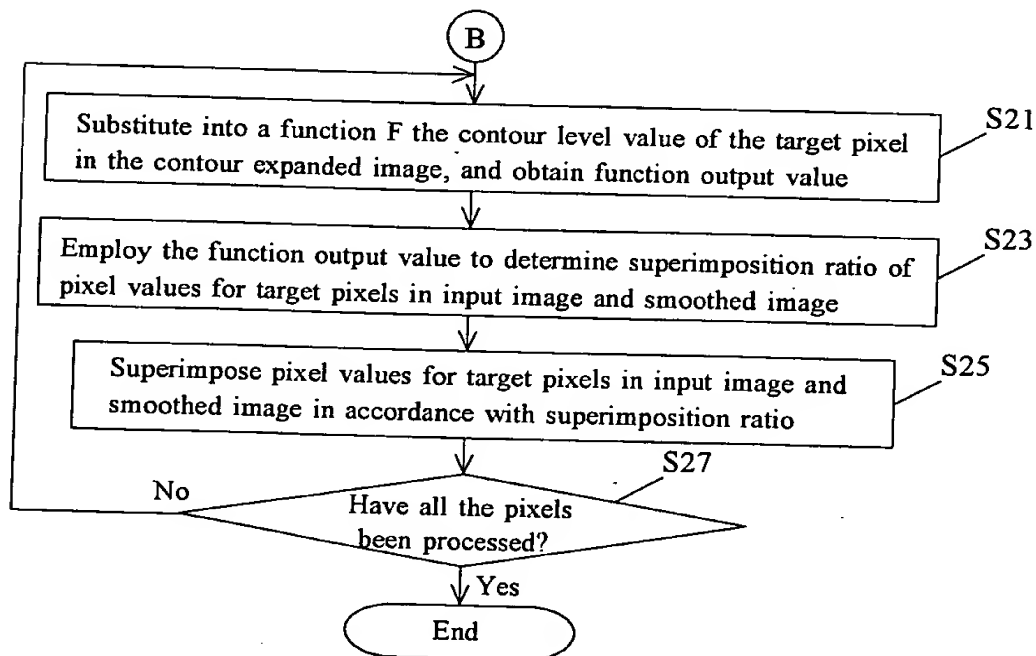 B
S21
Substitute into a function F the contour level value of the target pixel
in the contour expanded image, and obtain function output value
S23
Employ the function output value to determine superimposition ratio of
pixel values for target pixels in input image and smoothed image
S25
Superimpose pixel values for target pixels in input image and
smoothed image in accordance with superimposition ratio
S27
No
Have all the pixels
been processed?
Yes
End